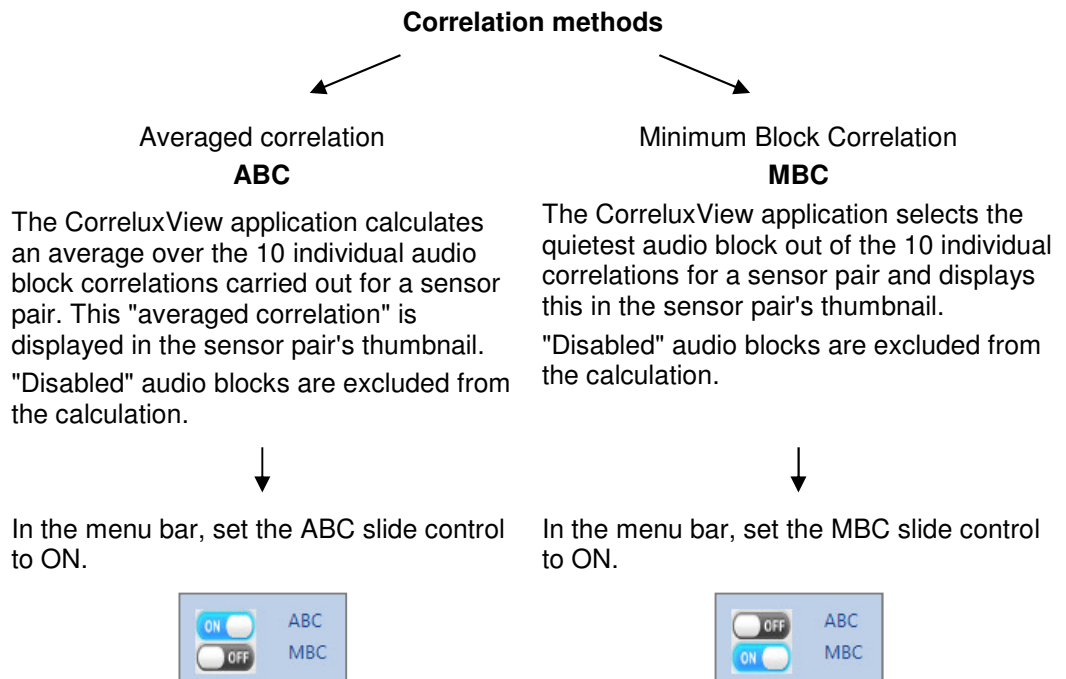 Correlation methods
Averaged correlation
ABC
The CorreluxView application calculates
an average over the 10 individual audio
block correlations carried out for a sensor
pair. This "averaged correlation" is
displayed in the sensor pair's thumbnail.
"Disabled" audio blocks are excluded from
the calculation.
In the menu bar, set the ABC slide control
to ON.
ON ABC
OFF MBC
Minimum Block Correlation
MBC
The CorreluxView application selects the
quietest audio block out of the 10 individual
correlations for a sensor pair and displays
this in the sensor pair's thumbnail.
"Disabled" audio blocks are excluded from
the calculation.
In the menu bar, set the MBC slide control
to ON.
OFF ABC
ON MBC